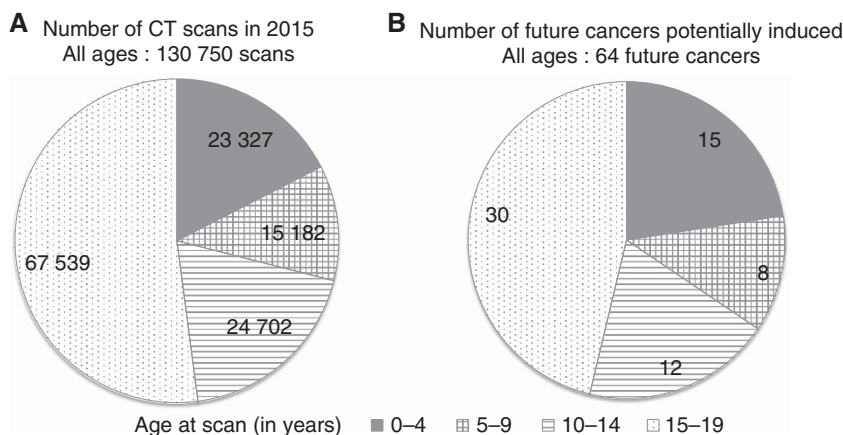 A Number of CT scans in 2015
All ages : 130 750 scans
23 327
15 182
24 702
67 539
B Number of future cancers potentially induced
All ages : 64 future cancers
15
8
12
30
Age at scan (in years) 0–4 5–9 10–14 15–19